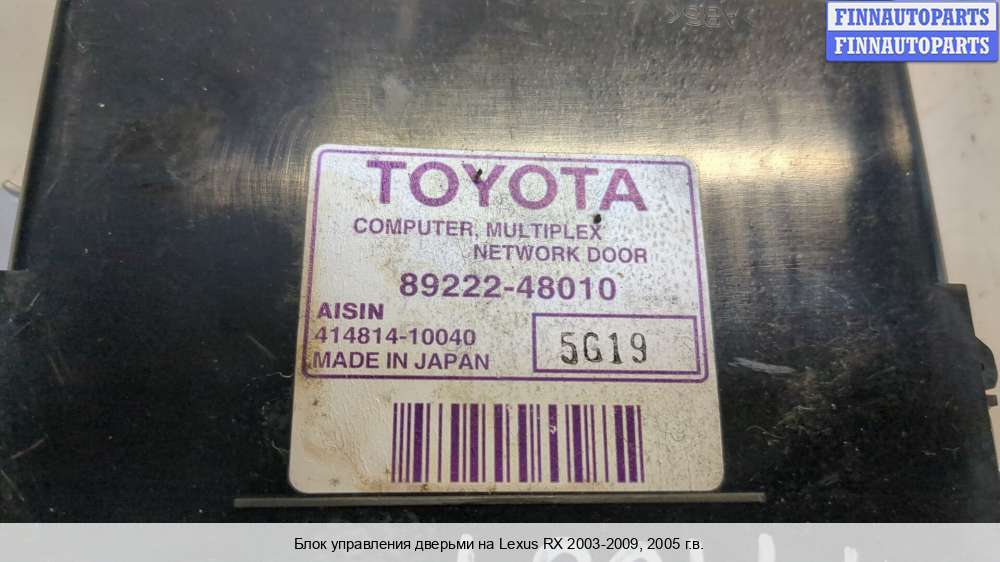 FINNAUTOPARTS
FINNAUTOPARTS
TOYOTA
COMPUTER, MULTIPLEX
NETWORK DOOR
89222-48010
AISIN
414814-10040
MADE IN JAPAN
5G19
Блок управления дверьми на Lexus RX 2003-2009, 2005 г.в.